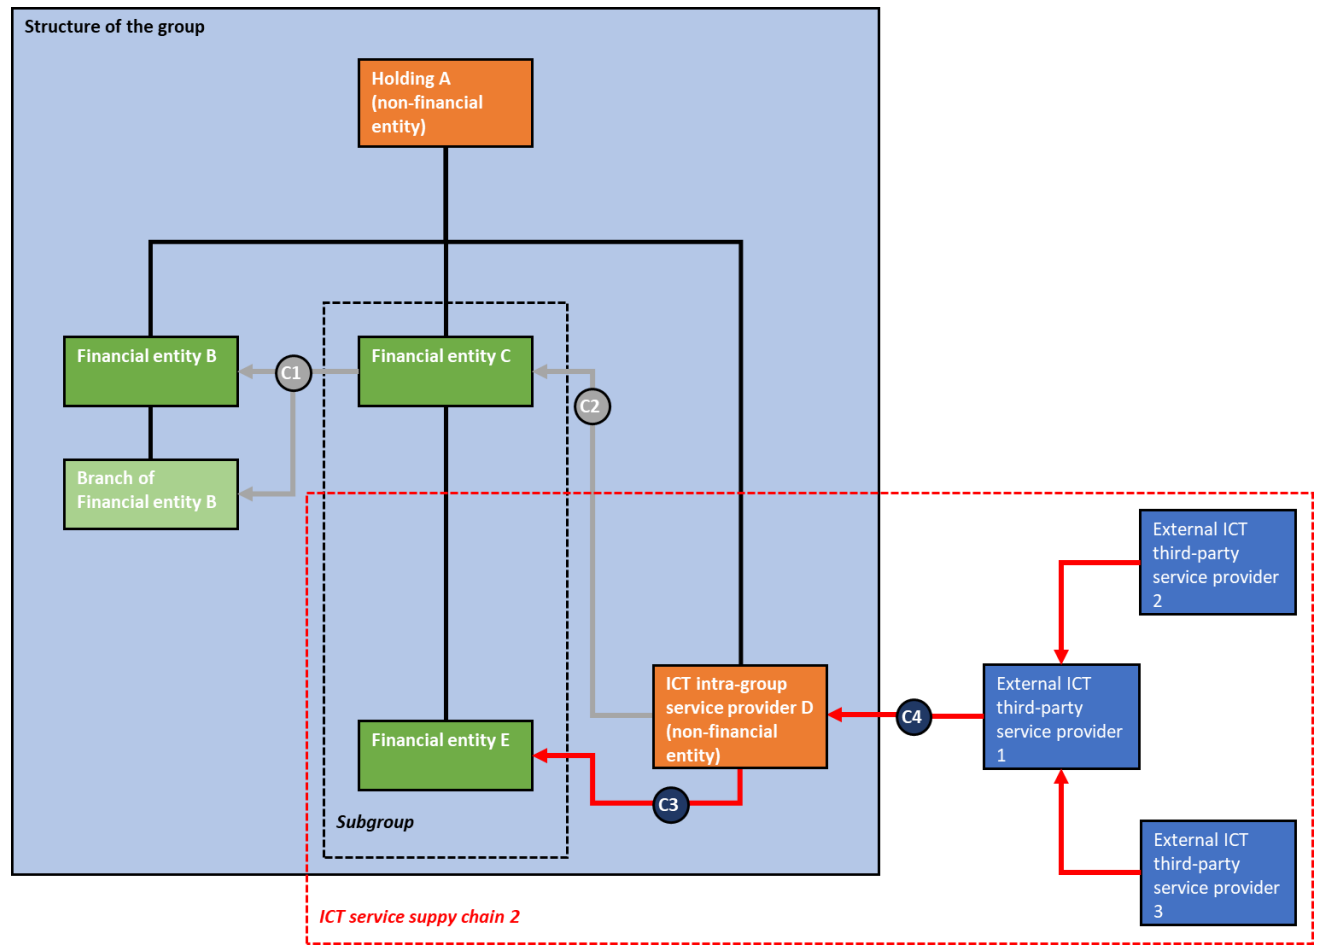 Structure of the group
Holding A
(non-financial
entity)
Financial entity B
C1
Financial entity C
C2
Branch of
Financial entity B
External ICT
third-party
service provider
2
ICT intra-group
service provider D
(non-financial
entity)
C4
External ICT
third-party
service provider
1
Financial entity E
C3
Subgroup
External ICT
third-party
service provider
3
ICT service suppy chain 2